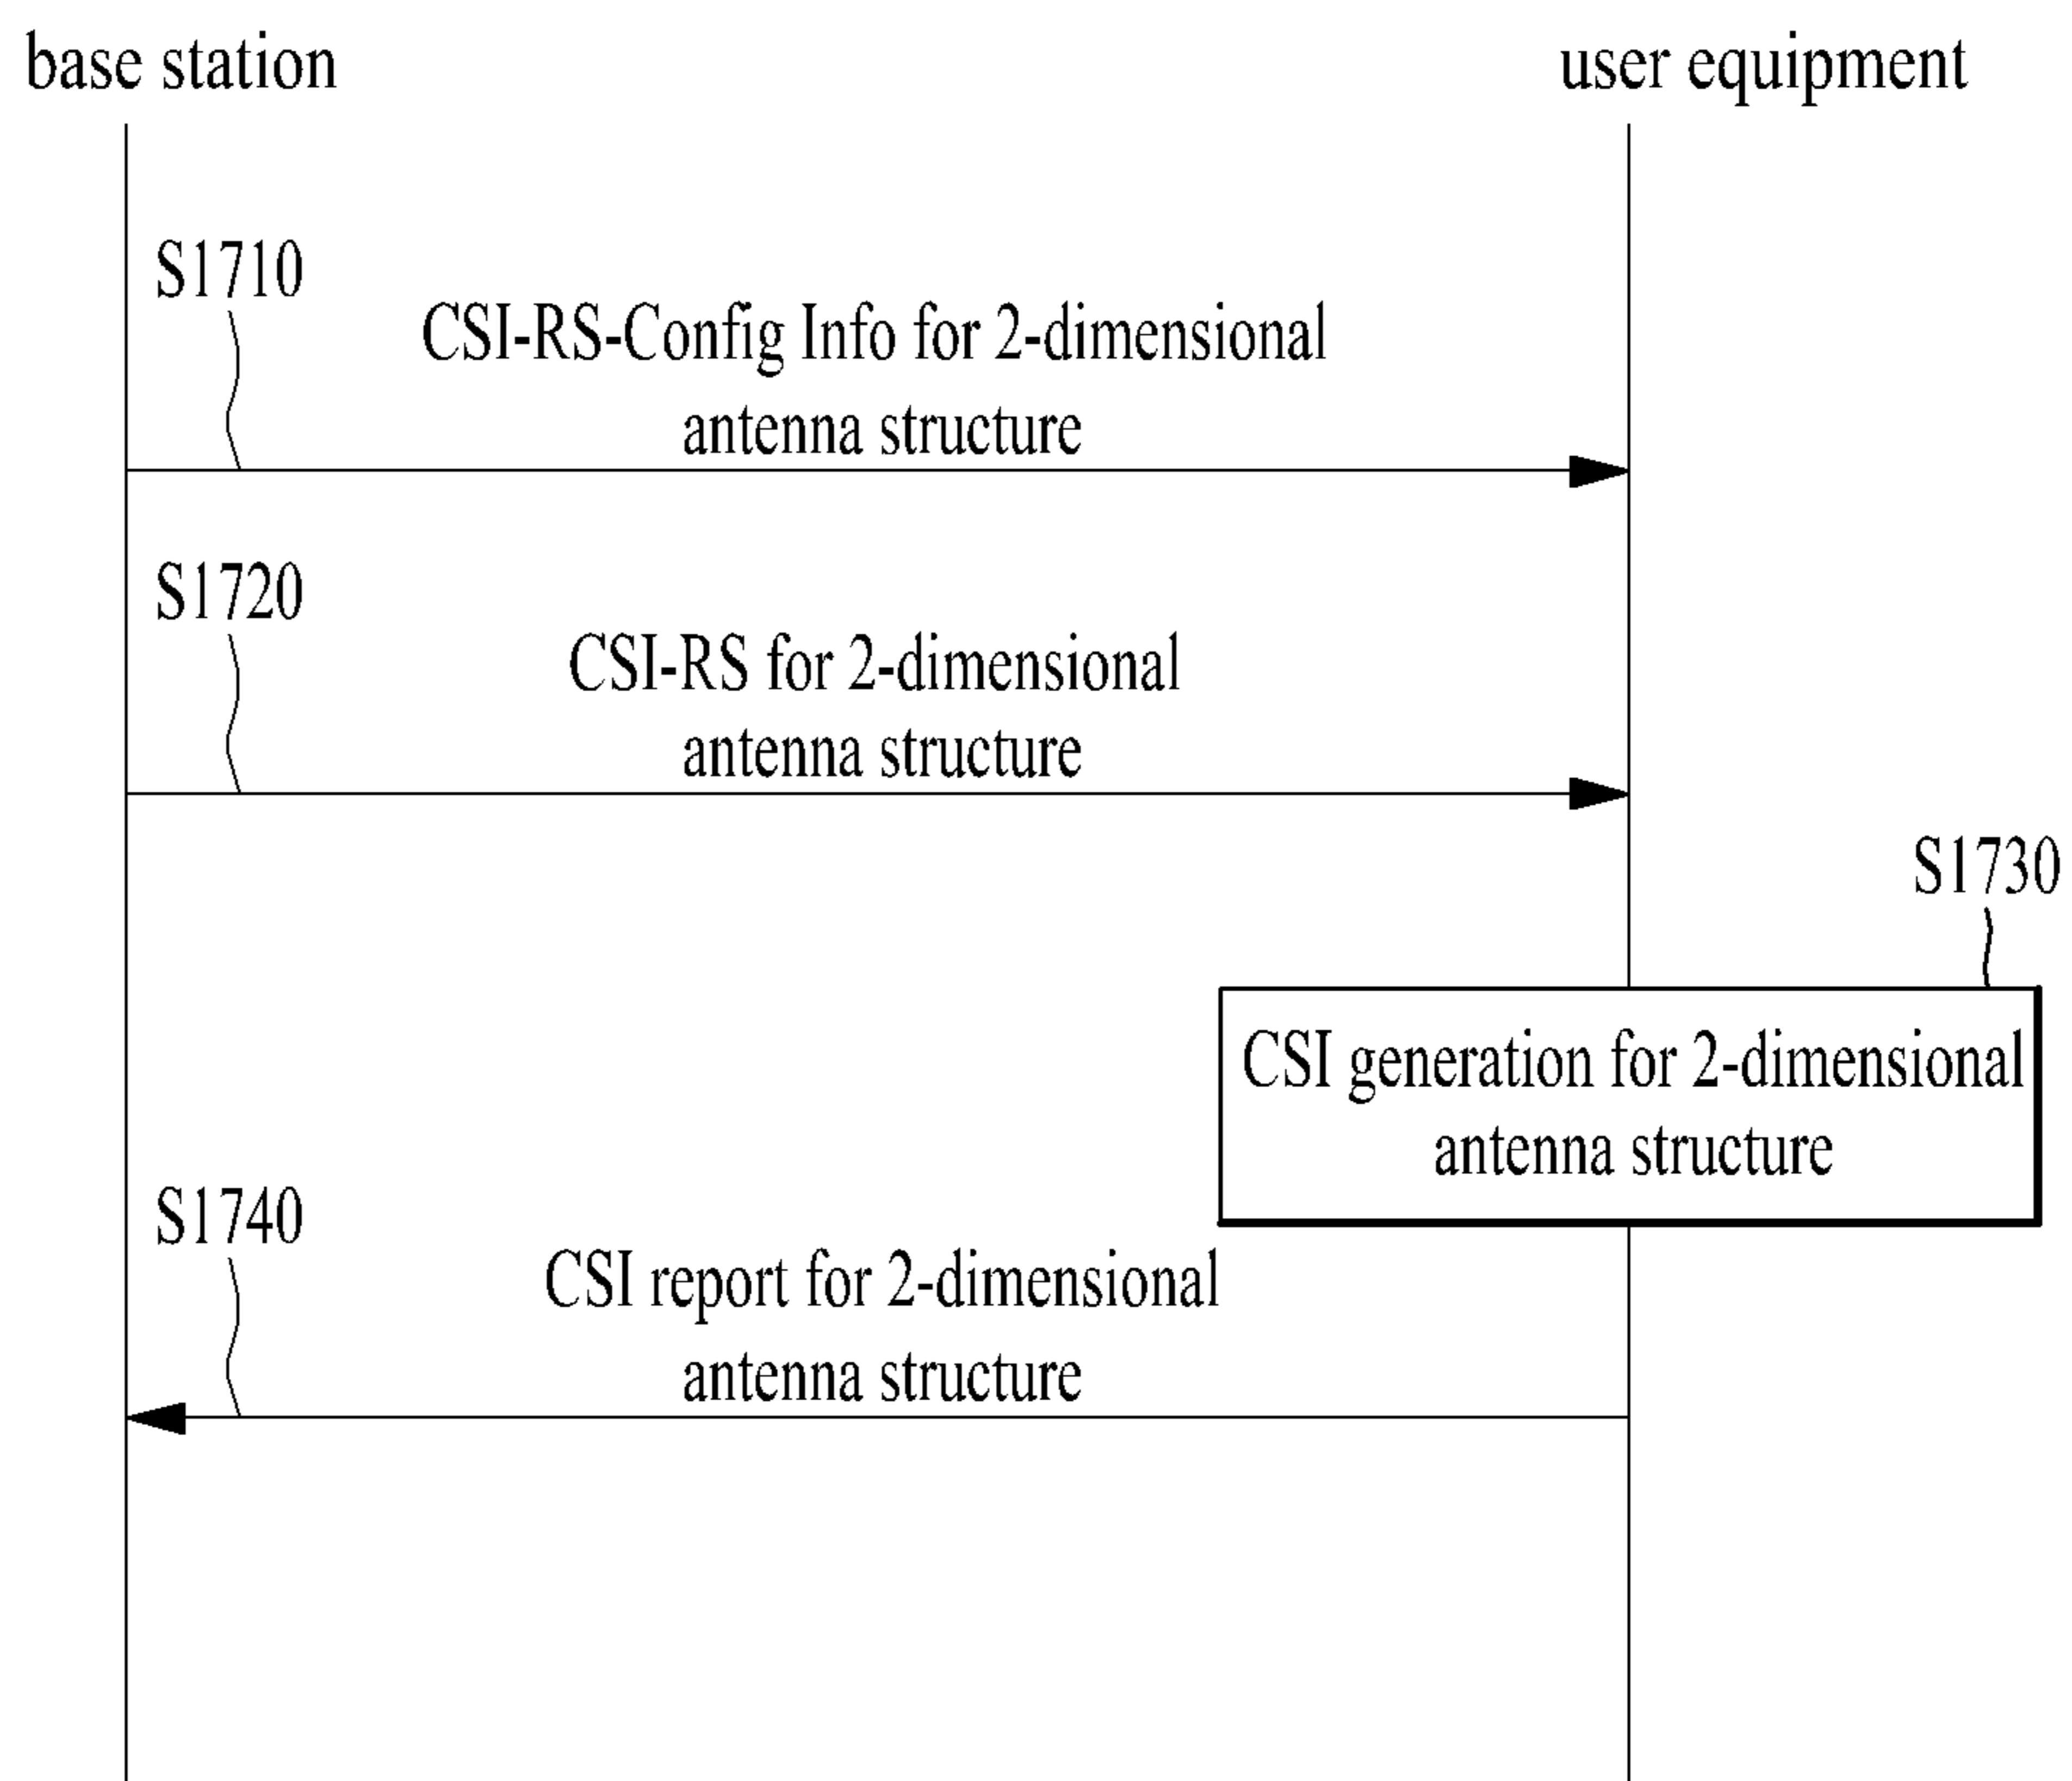 base station
user equipment
S1710
CSI-RS-Config Info for 2-dimensional
antenna structure
S1720
CSI-RS for 2-dimensional
antenna structure
S1730
CSI generation for 2-dimensional
antenna structure
S1740
CSI report for 2-dimensional
antenna structure